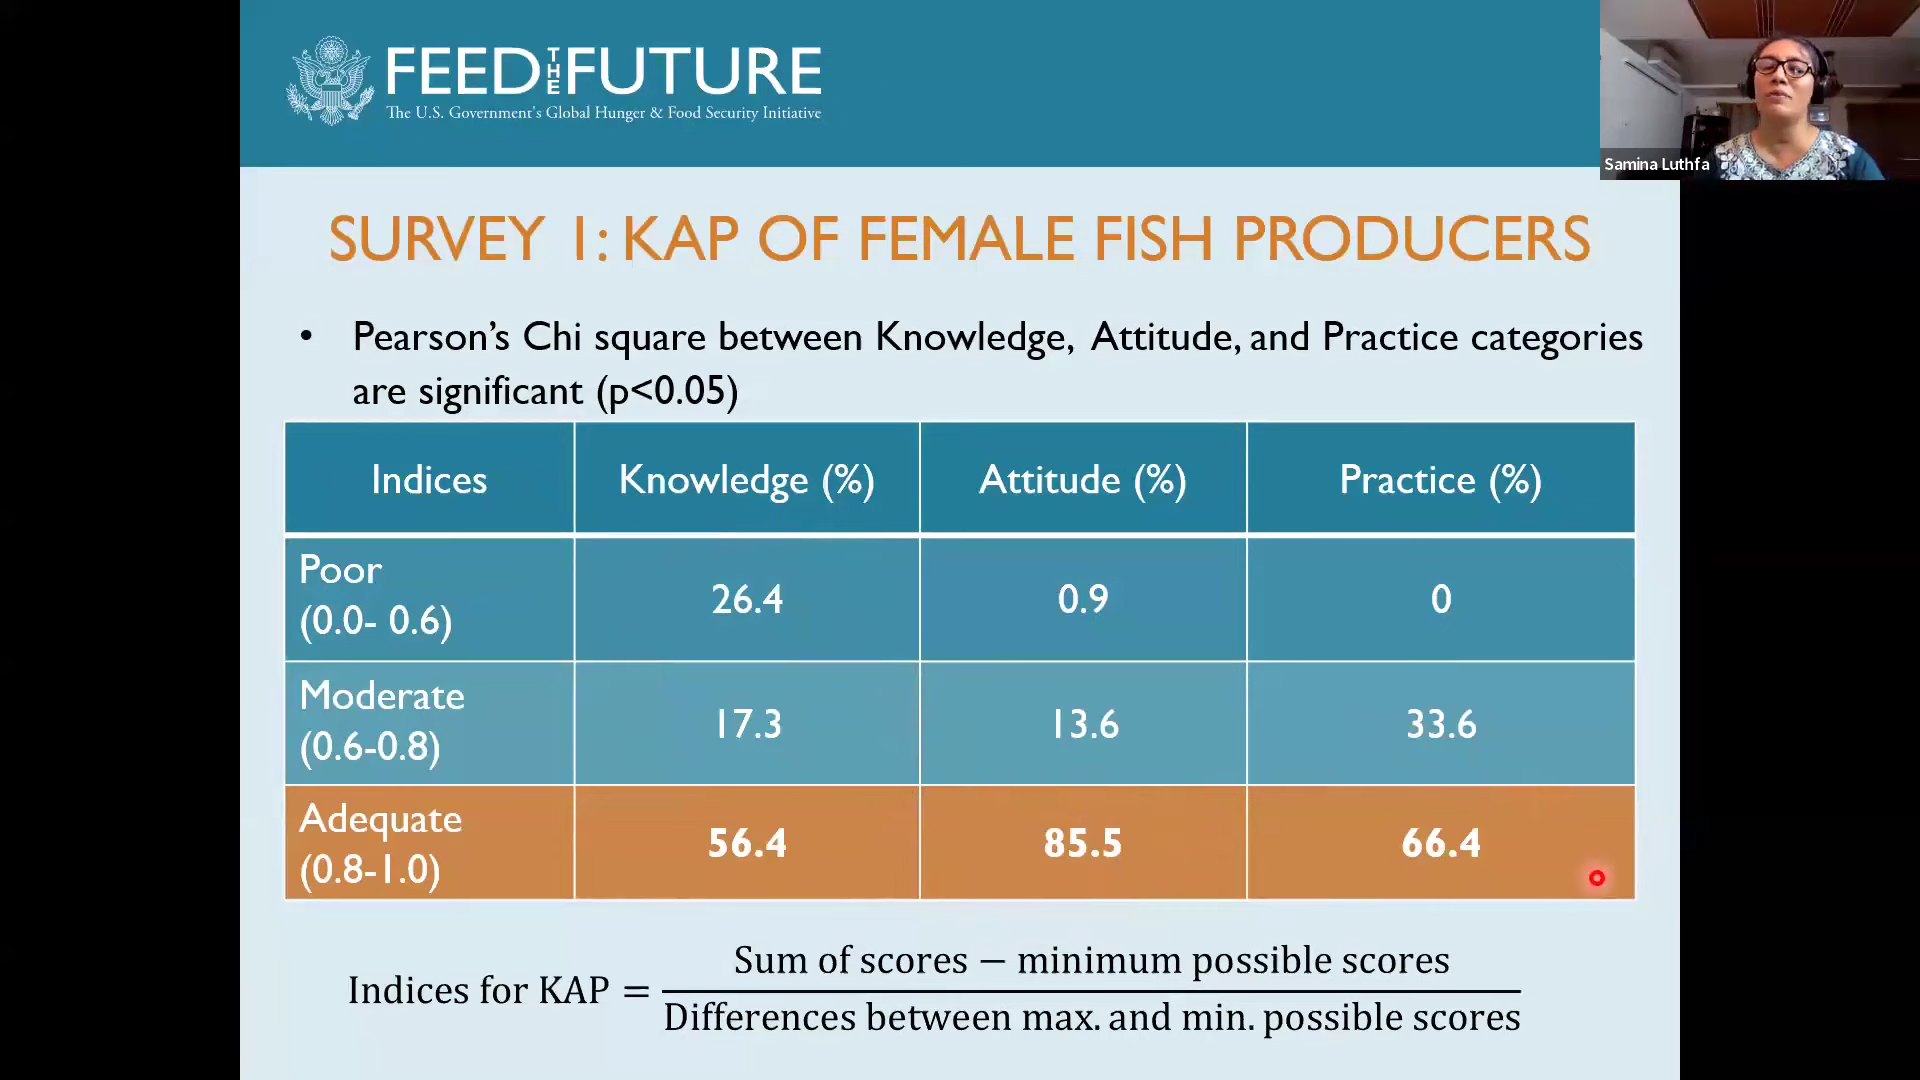 FEED THE FUTURE
The U.S. Government's Global Hunger & Food Security Initiative
Samina Luthfa
SURVEY 1: KAP OF FEMALE FISH PRODUCERS
• Pearson's Chi square between Knowledge, Attitude, and Practice categories
are significant (p<0.05)
Indices Knowledge (%) Attitude (%) Practice (%)
Poor
(0.0- 0.6) 26.4 0.9 0
Moderate
(0.6-0.8) 17.3 13.6 33.6
Adequate
(0.8-1.0) 56.4 85.5 66.4
Indices for KAP = Sum of scores − minimum possible scores
Differences between max. and min. possible scores